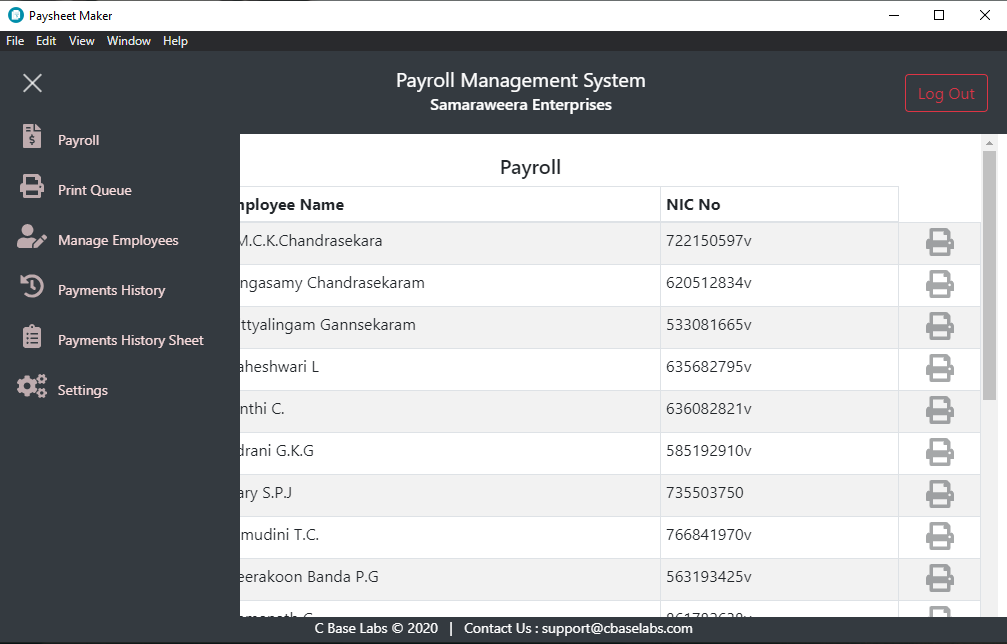 Paysheet Maker
File Edit View Window Help
Payroll Management System
Samaraweera Enterprises
Log Out
Payroll
Print Queue
Manage Employees
Payments History
Payments History Sheet
Settings
Payroll
mployee Name NIC No
M.C.K.Chandrasekara 722150597v
ngasamy Chandrasekaram 620512834v
ttyalingam Gannsekaram 533081665v
aheshwari L 635682795v
nthi C. 636082821v
drani G.K.G 585192910v
ary S.P.J 735503750
mudini T.C. 766841970v
eerakoon Banda P.G 563193425v
C Base Labs © 2020 | Contact Us : support@cbaselabs.com